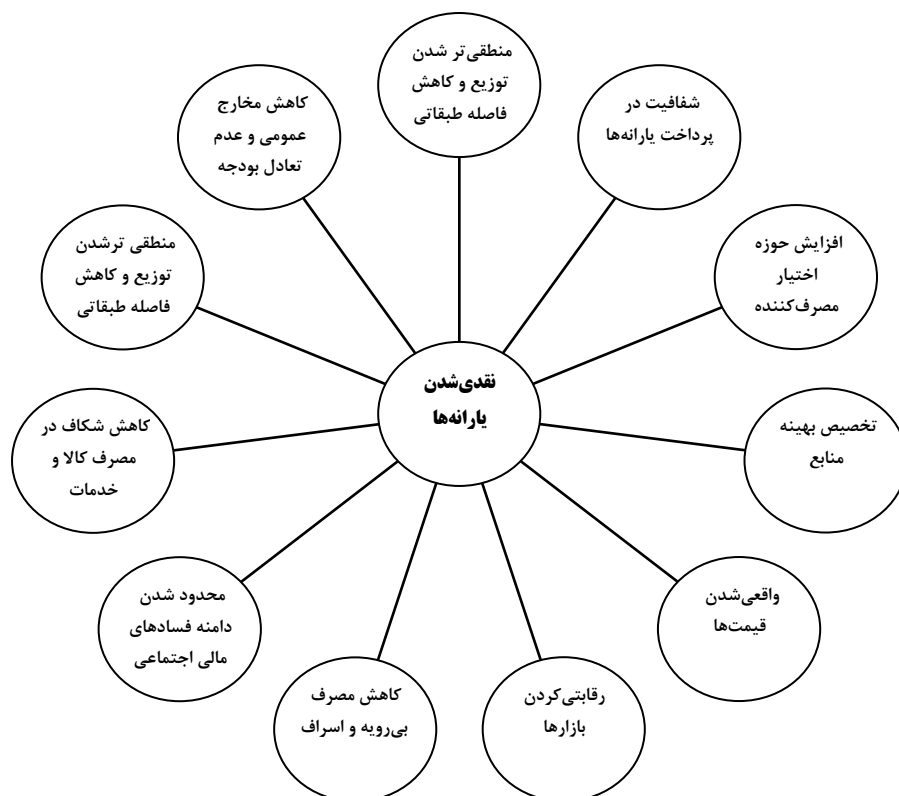 منطقی‌تر شدن
توزیع و کاهش
فاصله طبقاتی
شفافیت در
پرداخت یارانه‌ها
افزایش حوزه
اختیار
مصرف‌کننده
تخصیص بهینه
منابع
واقعی‌شدن
قیمت‌ها
رقابتی‌کردن
بازارها
کاهش مصرف
بی‌رویه و اسراف
محدود شدن
دامنه فسادهای
مالی اجتماعی
کاهش شکاف در
مصرف کالا و
خدمات
منطقی ترشدن
توزیع و کاهش
فاصله طبقاتی
کاهش مخارج
عمومی و عدم
تعادل بودجه
نقدی‌شدن
یارانه‌ها